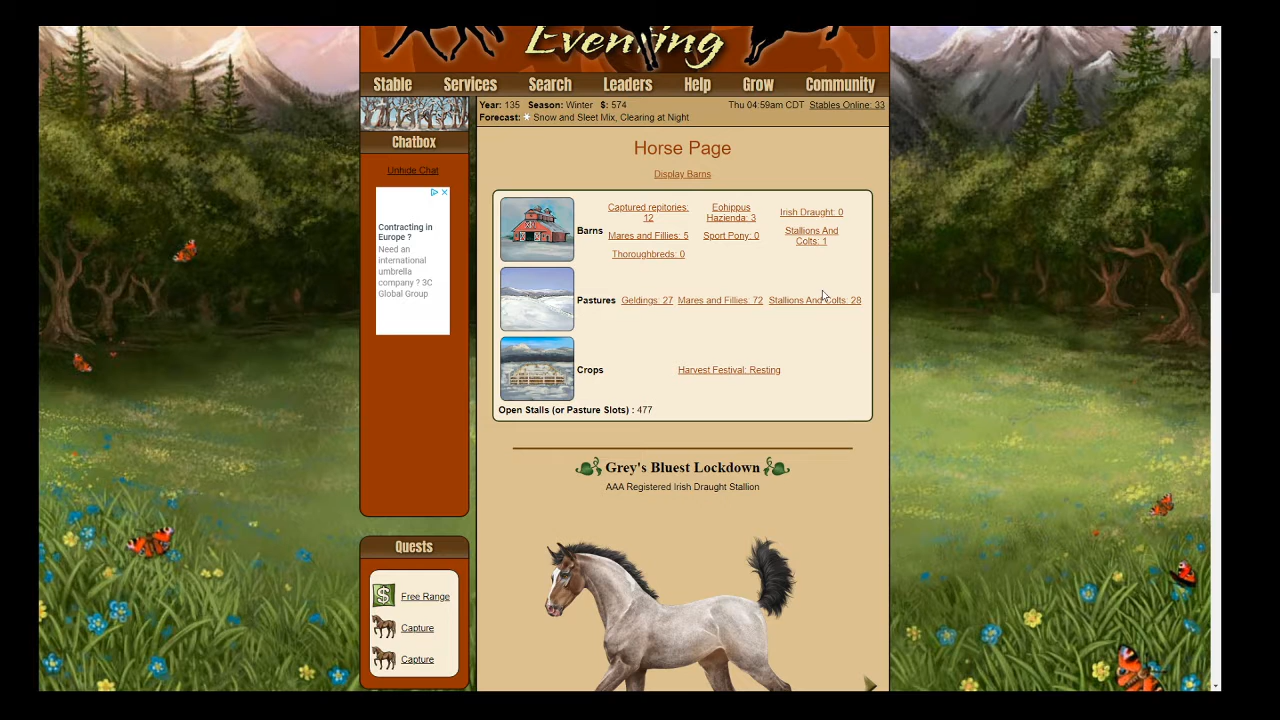 Eventing
Stable Services Search Leaders Help Grow Community
Year: 135 Season: Winter $: 574 Thu 04:59am CDT Stables Online: 33
Forecast: Snow and Sleet Mix, Clearing at Night
Chatbox
Unhide Chat
Contracting in
Europe ?
Need an
international
umbrella
company ? 3C
Global Group
Horse Page
Display Barns
Barns
Captured repitories:
12
Eohippus
Hazienda: 3
Irish Draught: 0
Mares and Fillies: 5
Sport Pony: 0
Stallions And
Colts: 1
Thoroughbreds: 0
Pastures Geldings: 27 Mares and Fillies: 72 Stallions And Colts: 28
Crops Harvest Festival: Resting
Open Stalls (or Pasture Slots) : 477
Grey's Bluest Lockdown
AAA Registered Irish Draught Stallion
Quests
$ Free Range
Capture
Capture